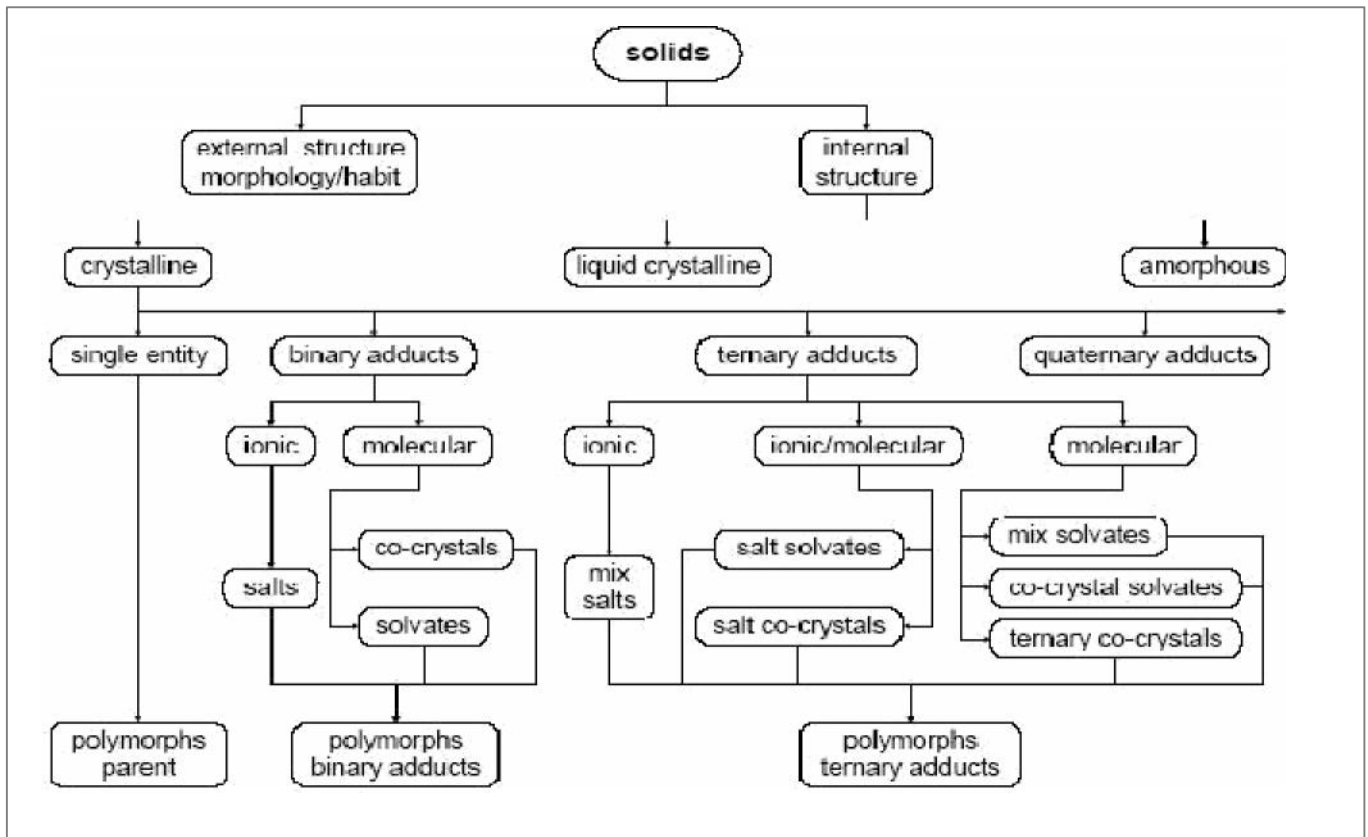 solids
external structure
morphology/habit
internal
structure
crystalline
liquid crystalline
amorphous
single entity
binary adducts
ternary adducts
quaternary adducts
ionic
molecular
ionic
ionic/molecular
molecular
co-crystals
salt solvates
mix solvates
salts
mix
salts
co-crystal solvates
solvates
salt co-crystals
ternary co-crystals
polymorphs
parent
polymorphs
binary adducts
polymorphs
ternary adducts